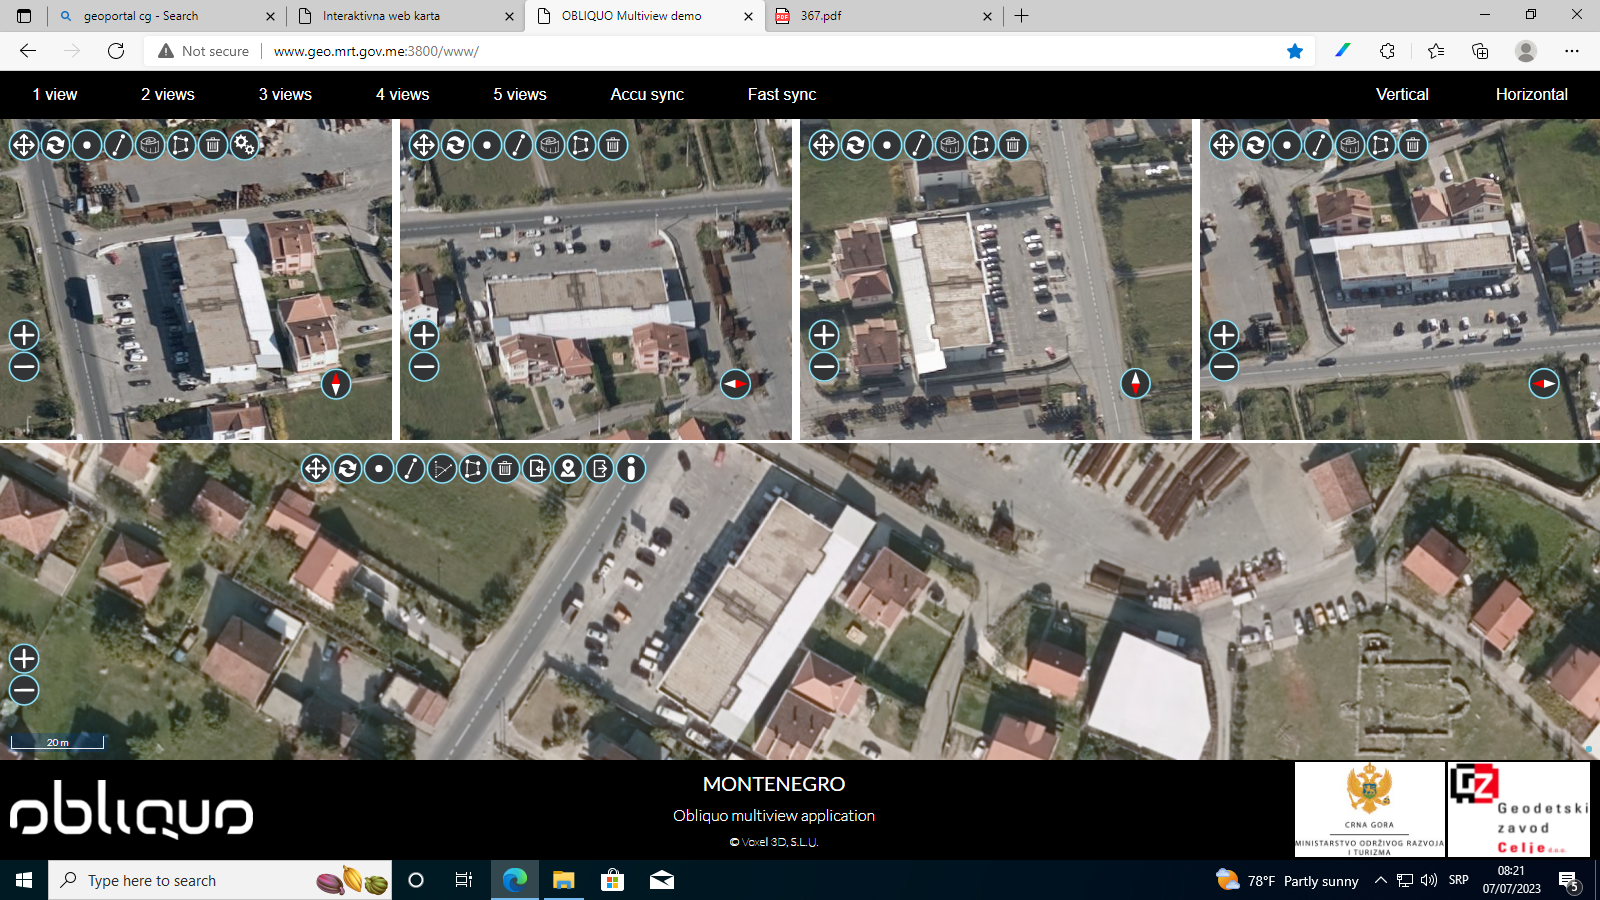 geoportal cg - Search
Interaktivna web karta
OBLIQUO Multiview demo
PDF
367.pdf
Not secure
www.geo.mrt.gov.me:3800/www/
1 view
2 views
3 views
4 views
5 views
Accu sync
Fast sync
Vertical
Horizontal
20 m
obliquo
MONTENEGRO
Obliquo multiview application
© Voxel 3D, S.L.U.
CRNA GORA
MINISTARSTVO ODRŽIVOG RAZVOJA
I TURIZMA
GZ
Geodetski
zavod
Celje d.o.o.
Type here to search
78°F Partly sunny
SRP
08:21
07/07/2023
5